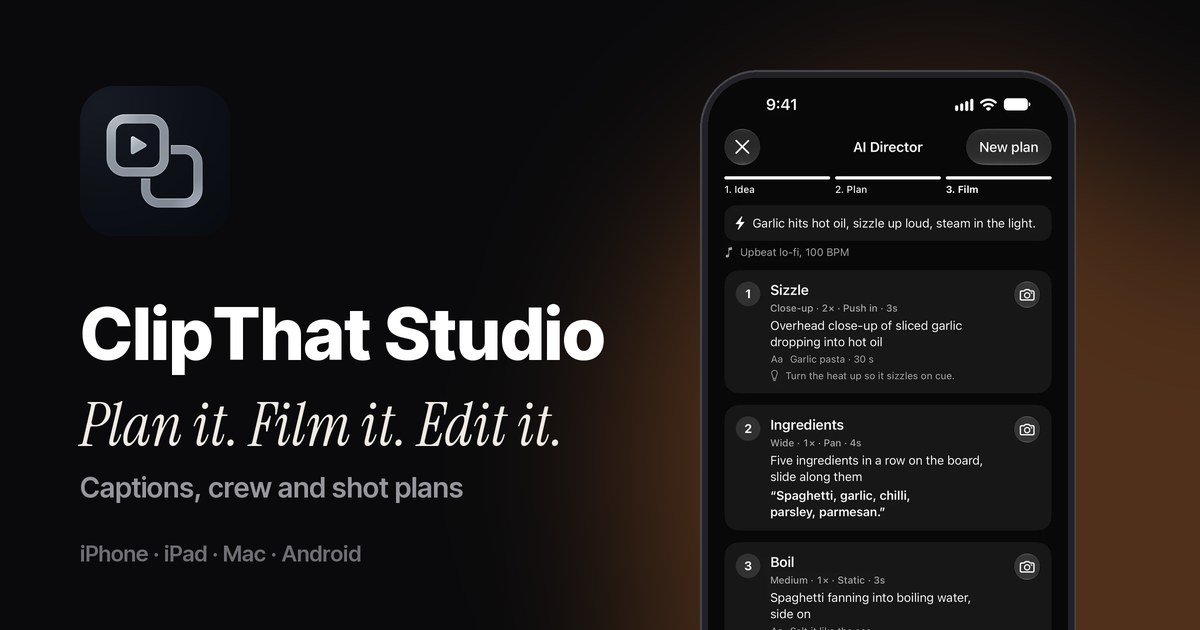 ClipThat Studio
Plan it. Film it. Edit it.
Captions, crew and shot plans
iPhone · iPad · Mac · Android
9:41
AI Director
New plan
1. Idea
2. Plan
3. Film
Garlic hits hot oil, sizzle up loud, steam in the light.
Upbeat lo-fi, 100 BPM
1
Sizzle
Close-up · 2× · Push in · 3s
Overhead close-up of sliced garlic
dropping into hot oil
Aa Garlic pasta · 30 s
Turn the heat up so it sizzles on cue.
2
Ingredients
Wide · 1× · Pan · 4s
Five ingredients in a row on the board,
slide along them
“Spaghetti, garlic, chilli,
parsley, parmesan.”
3
Boil
Medium · 1× · Static · 3s
Spaghetti fanning into boiling water,
side on